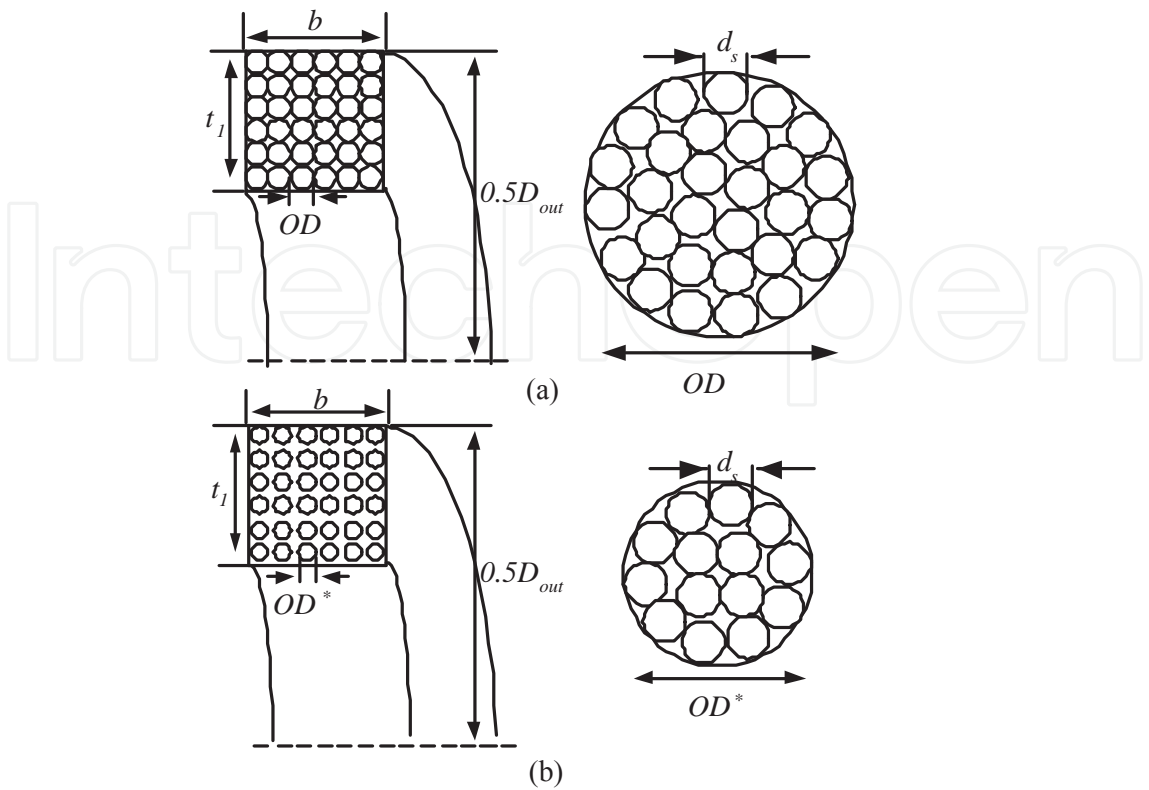 b
d_s
t_1
0.5D_out
OD
OD
(a)
b
d_s
t_1
0.5D_out
OD*
OD*
(b)
IntechOpen